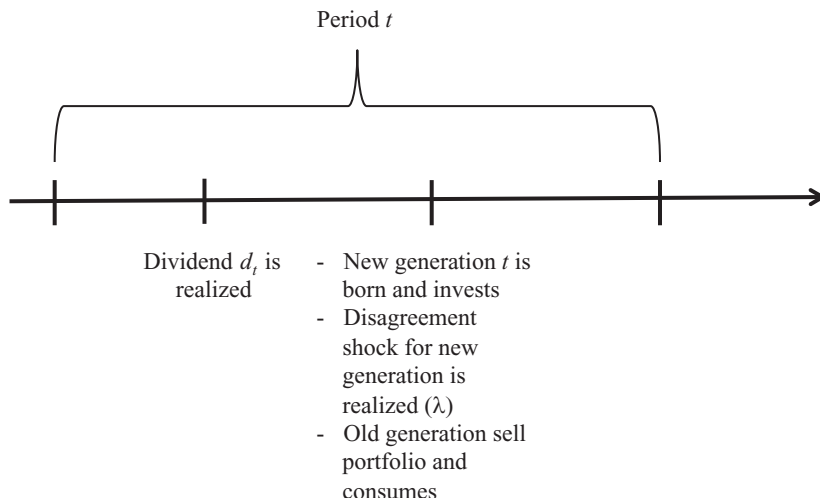 Period t
Dividend d_t is
realized
- New generation t is
born and invests
- Disagreement
shock for new
generation is
realized (λ)
- Old generation sell
portfolio and
consumes